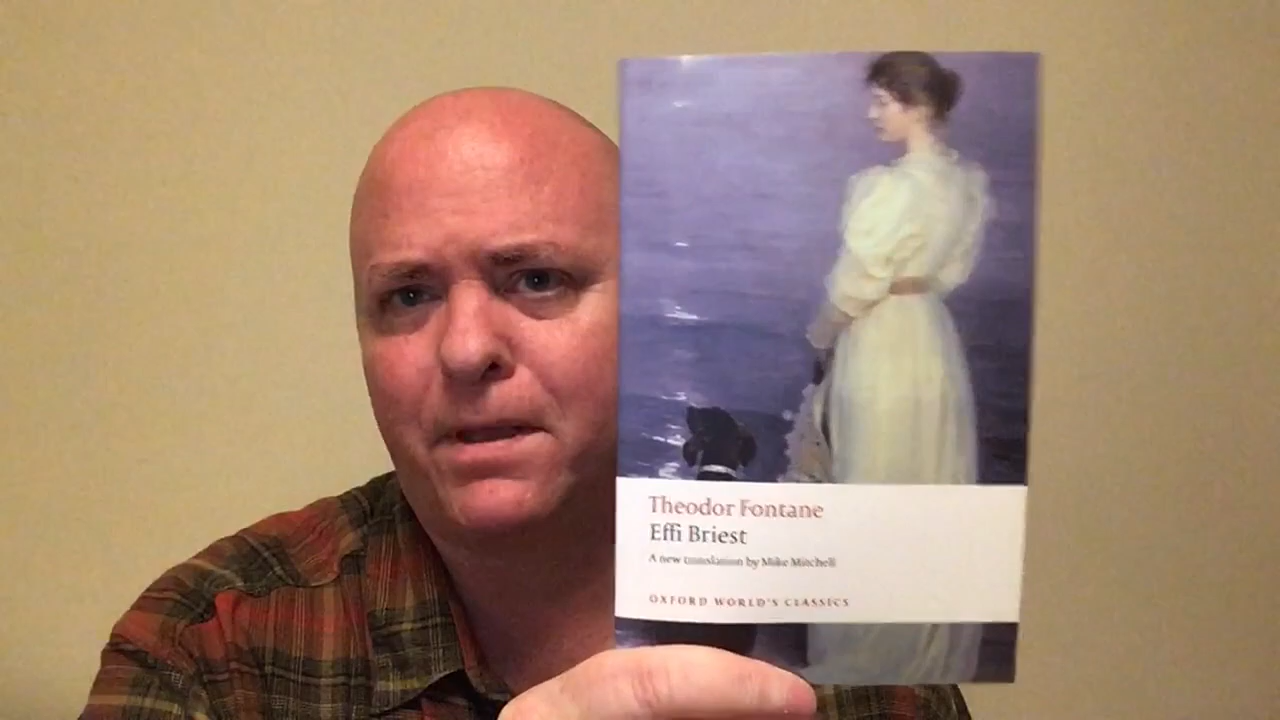 Theodor Fontane
Effi Briest
A new translation by Mike Mitchell
OXFORD WORLD'S CLASSICS